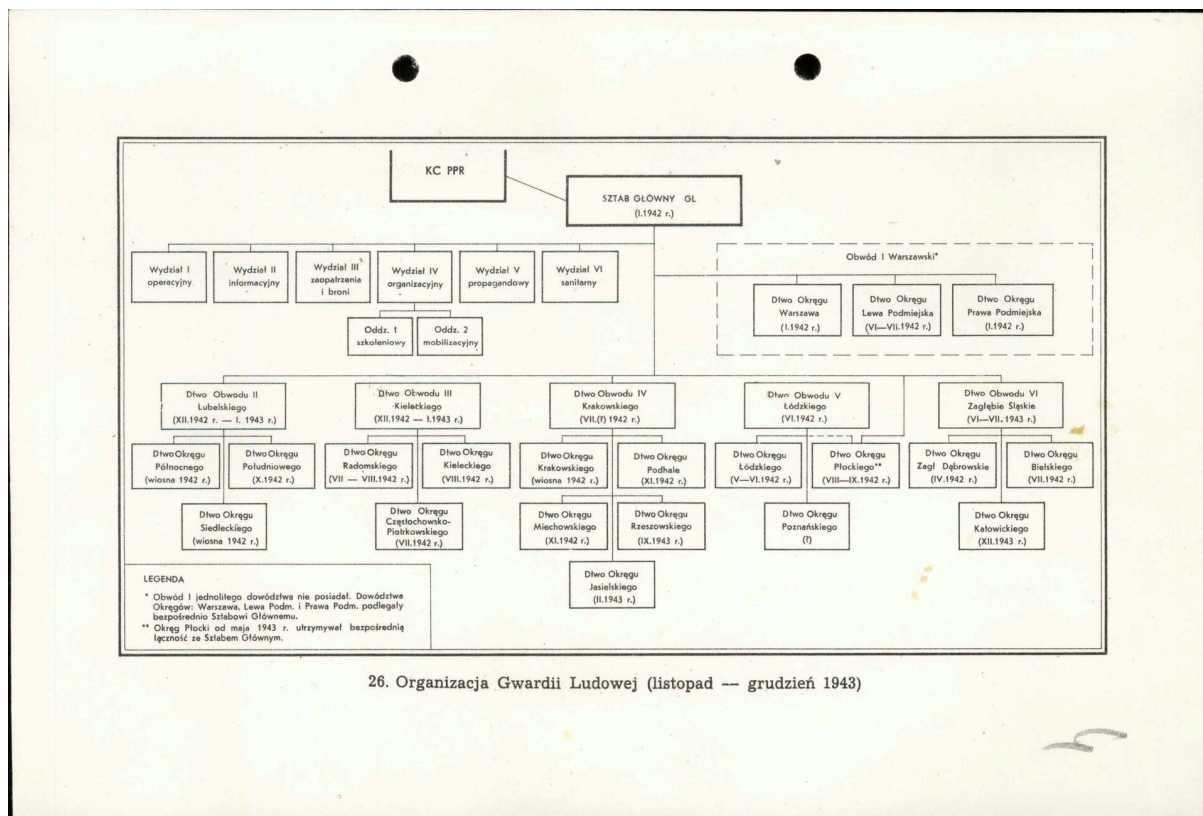 KC PPR
SZTAB GŁÓWNY GL
(I.1942 r.)
Wydział I
operacyjny
Wydział II
informacyjny
Wydział III
zaopatrzenia
i broni
Wydział IV
organizacyjny
Wydział V
propagandowy
Wydział VI
sanitarny
Oddz. 1
szkoleniowy
Oddz. 2
mobilizacyjny
Obwód I Warszawski*
Dtwo Okręgu
Warszawa
(I.1942 r.)
Dtwo Okręgu
Lewa Podmiejska
(VI—VII.1942 r.)
Dtwo Okręgu
Prawa Podmiejska
(I.1942 r.)
Dtwo Obwodu II
Lubelskiego
(XII.1942 r. — I. 1943 r.)
Dtwo Obwodu III
Kieleckiego
(XII.1942 — I.1943 r.)
Dtwo Obwodu IV
Krakowskiego
(VII.(?) 1942 r.)
Dtwo Obwodu V
Łódzkiego
(VI.1942 r.)
Dtwo Obwodu VI
Zagłębie Śląskie
(VI—VII.1943 r.)
Dtwo Okręgu
Północnego
(wiosna 1942 r.)
Dtwo Okręgu
Południowego
(X.1942 r.)
Dtwo Okręgu
Radomskiego
(VII — VIII.1942 r.)
Dtwo Okręgu
Kieleckiego
(VIII.1942 r.)
Dtwo Okręgu
Krakowskiego
(wiosna 1942 r.)
Dtwo Okręgu
Podhale
(XI.1942 r.)
Dtwo Okręgu
Łódzkiego
(V—VI.1942 r.)
Dtwo Okręgu
Płockiego**
(VIII—IX.1942 r.)
Dtwo Okręgu
Zagł Dąbrowskie
(IV.1942 r.)
Dtwo Okręgu
Bielskiego
(VII.1942 r.)
Dtwo Okręgu
Siedleckiego
(wiosna 1942 r.)
Dtwo Okręgu
Częstochowsko-
Piotrkowskiego
(VII.1942 r.)
Dtwo Okręgu
Miechowskiego
(XI.1942 r.)
Dtwo Okręgu
Rzeszowskiego
(IX.1943 r.)
Dtwo Okręgu
Poznańskiego
(?)
Dtwo Okręgu
Katowickiego
(XII.1943 r.)
Dtwo Okręgu
Jasielskiego
(II.1943 r.)
LEGENDA
* Obwód I jednolitego dowództwa nie posiadał. Dowództwa
Okręgów: Warszawa, Lewa Podm. i Prawa Podm. podlegały
bezpośrednio Sztabowi Głównemu.
** Okręg Płocki od maja 1943 r. utrzymywał bezpośrednią
łączność ze Sztabem Głównym.
26. Organizacja Gwardii Ludowej (listopad — grudzień 1943)